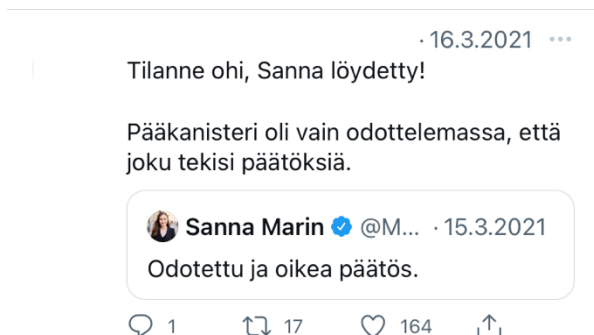 · 16.3.2021
Tilanne ohi, Sanna löydetty!
Pääkanisteri oli vain odottelemassa, että
joku tekisi päätöksiä.
Sanna Marin @M... · 15.3.2021
Odotettu ja oikea päätös.
1 17 164